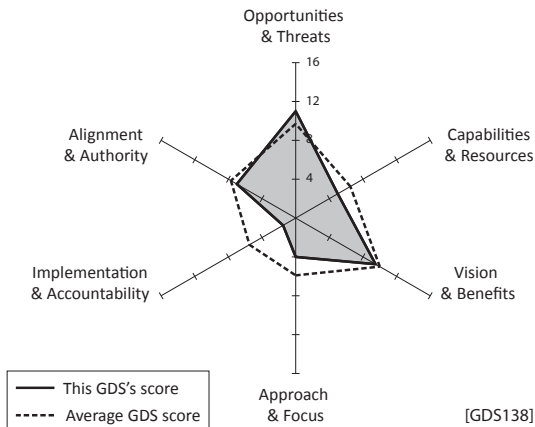 Opportunities
& Threats
16
12
8
4
Alignment
& Authority
Capabilities
& Resources
Implementation
& Accountability
Vision
& Benefits
This GDS's score
Average GDS score
Approach
& Focus
[GDS138]